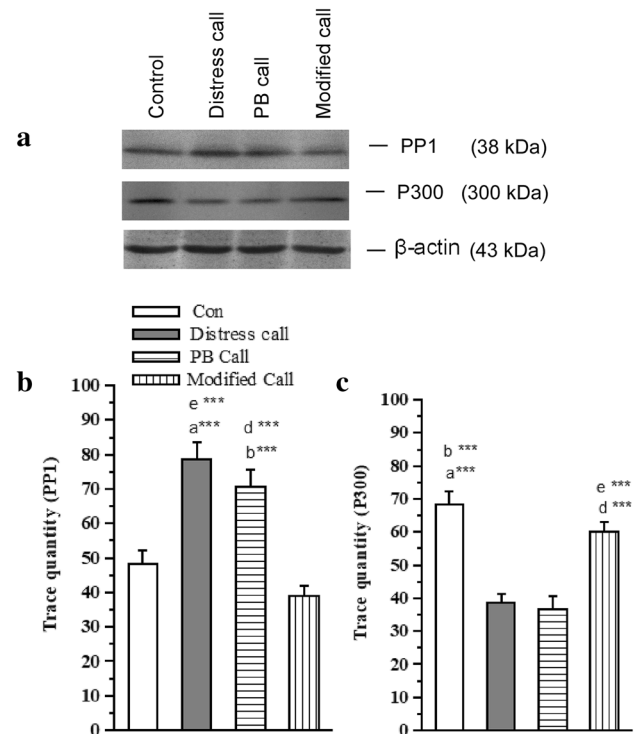 Control
Distress call
PB call
Modified call
a
— PP1 (38 kDa)
— P300 (300 kDa)
— β-actin (43 kDa)
Con
Distress call
PB Call
Modified Call
b
Trace quantity (PP1)
100
90
80
70
60
50
40
30
20
10
0
e ***
a***
d ***
b***
c
Trace quantity (P300)
100
90
80
70
60
50
40
30
20
10
0
b ***
a***
e ***
d ***